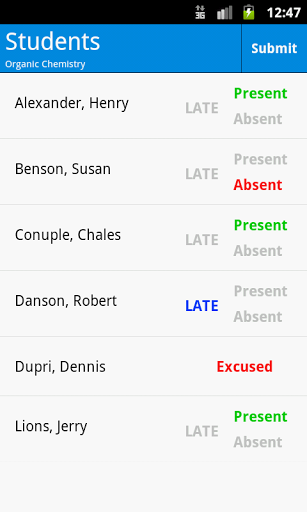 3G 12:47
Students
Submit
Organic Chemistry
Alexander, Henry LATE Present
Absent
Benson, Susan LATE Present
Absent
Conuple, Chales LATE Present
Absent
Danson, Robert LATE Present
Absent
Dupri, Dennis Excused
Lions, Jerry LATE Present
Absent